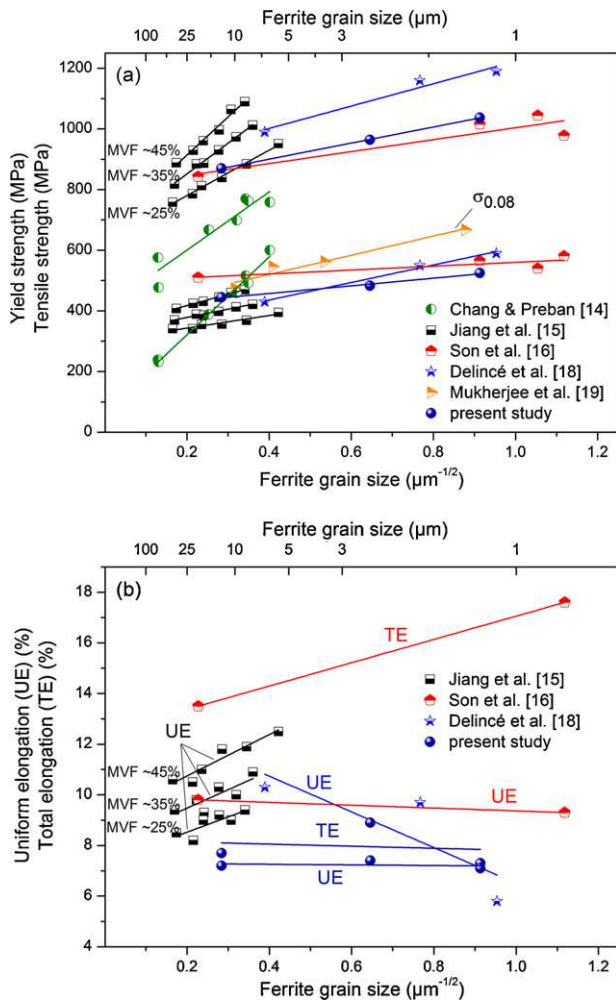 Ferrite grain size (µm)
100 25 10 5 3 1
(a)
1200
1000
800
600
400
200
0
Yield strength (MPa)
Tensile strength (MPa)
MVF ~45%
MVF ~35%
MVF ~25%
σ0.08
Chang & Preban [14]
Jiang et al. [15]
Son et al. [16]
Delincé et al. [18]
Mukherjee et al. [19]
present study
0.2 0.4 0.6 0.8 1.0 1.2
Ferrite grain size (µm-1/2)
Ferrite grain size (µm)
100 25 10 5 3 1
(b)
18
16
14
12
10
8
6
4
Uniform elongation (UE) (%)
Total elongation (TE) (%)
TE
Jiang et al. [15]
Son et al. [16]
Delincé et al. [18]
present study
UE
MVF ~45%
MVF ~35%
MVF ~25%
UE
UE
TE
UE
0.2 0.4 0.6 0.8 1.0 1.2
Ferrite grain size (µm-1/2)